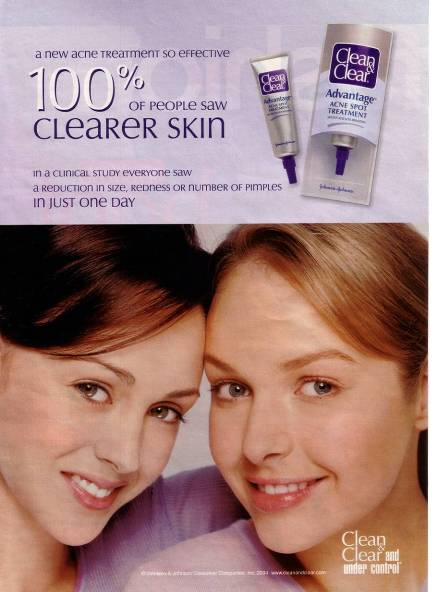 a new acne treatment so effective
100% of people saw
clearer skin
in a clinical study everyone saw
a reduction in size, redness or number of pimples
in just one day
Clean
&
Clear
Advantage
ACNE SPOT
TREATMENT
Clean
&
Clear
Advantage
ACNE SPOT
TREATMENT
Johnson & Johnson
Clean
&
Clear and
under control
© Johnson & Johnson Consumer Companies, Inc. 2004 www.cleanandclear.com